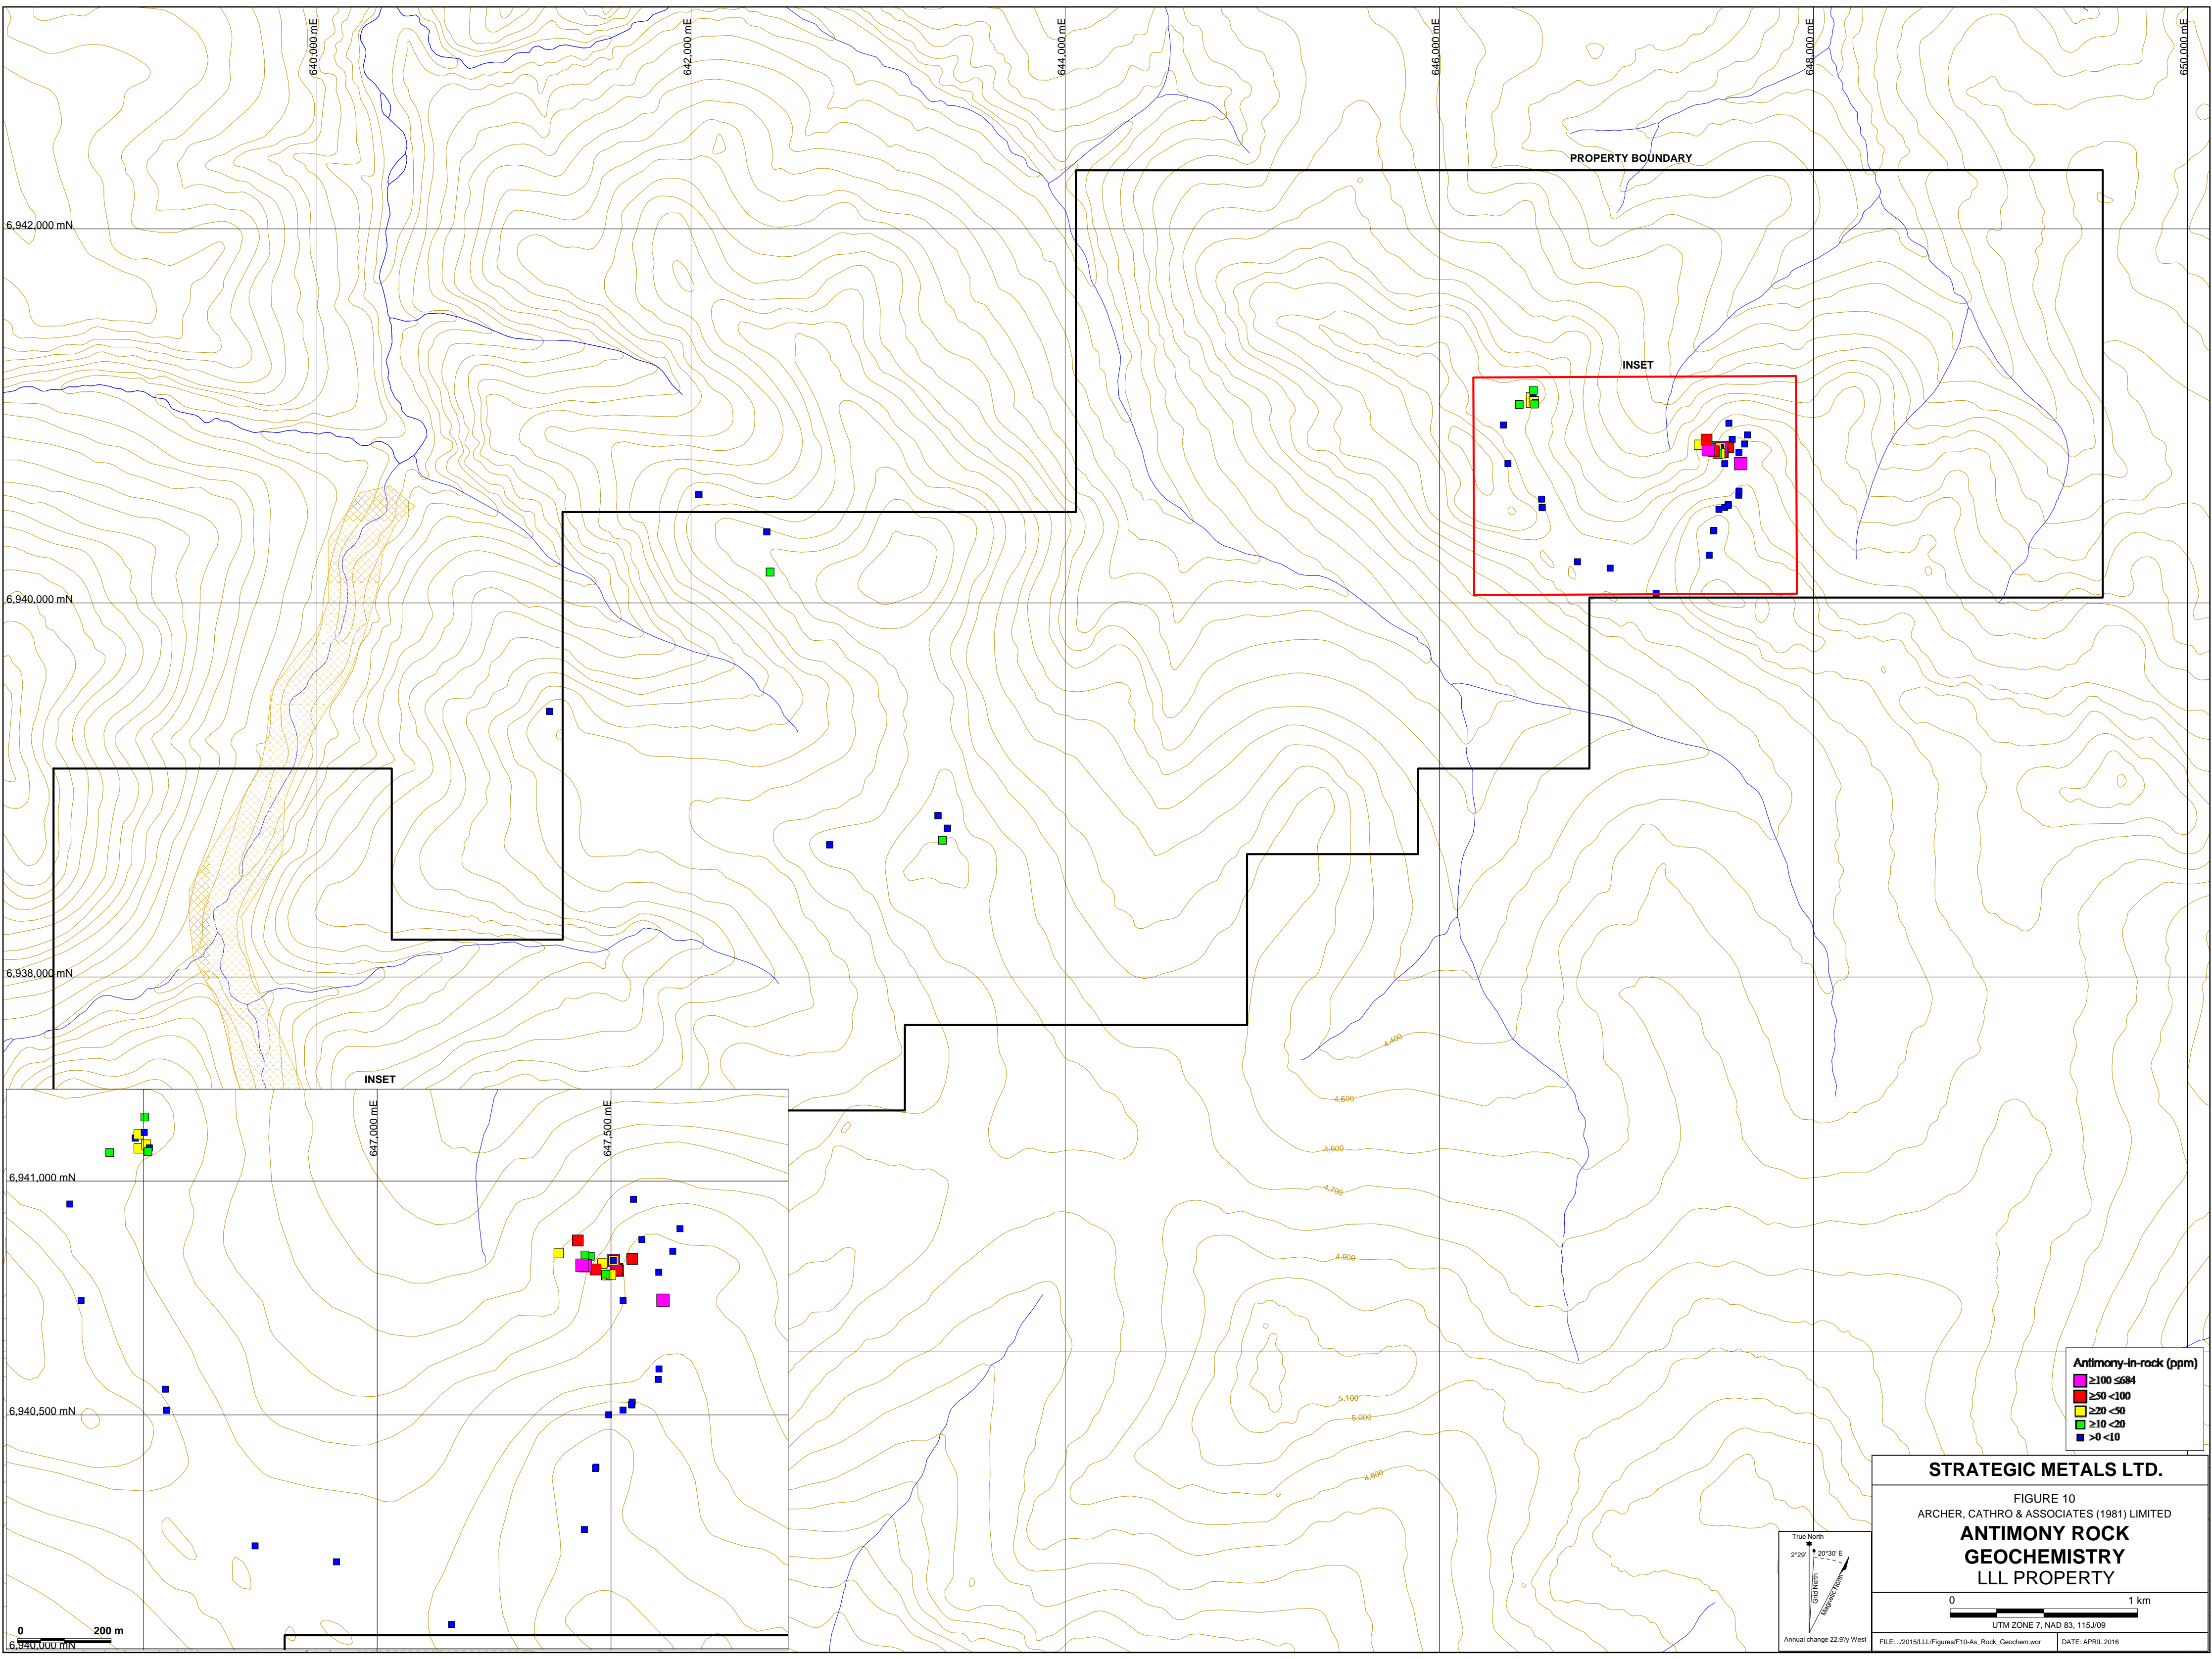 640,000 mE
642,000 mE
644,000 mE
646,000 mE
648,000 mE
650,000 mE
PROPERTY BOUNDARY
6,942,000 mN
INSET
6,940,000 mN
6,938,000 mN
4,400
4,500
4,600
4,700
4,900
5,100
5,000
4,800
INSET
647,000 mE
647,500 mE
6,941,000 mN
6,940,500 mN
0 200 m
6,940,000 mN
Antimony-in-rock (ppm)
≥100 ≤684
≥50 <100
≥20 <50
≥10 <20
>0 <10
STRATEGIC METALS LTD.
FIGURE 10
ARCHER, CATHRO & ASSOCIATES (1981) LIMITED
ANTIMONY ROCK
GEOCHEMISTRY
LLL PROPERTY
0 1 km
UTM ZONE 7, NAD 83, 115J/09
FILE: ../2015/LLL/Figures/F10-As_Rock_Geochem.wor
DATE: APRIL 2016
True North
2°29'
20°30' E
Grid North
Magnetic North
Annual change 22.9'/y West